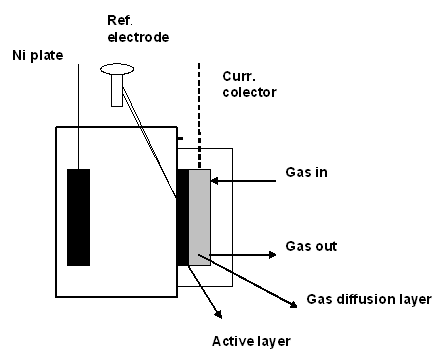 Ref.
electrode
Ni plate
Curr.
colector
Gas in
Gas out
Gas diffusion layer
Active layer